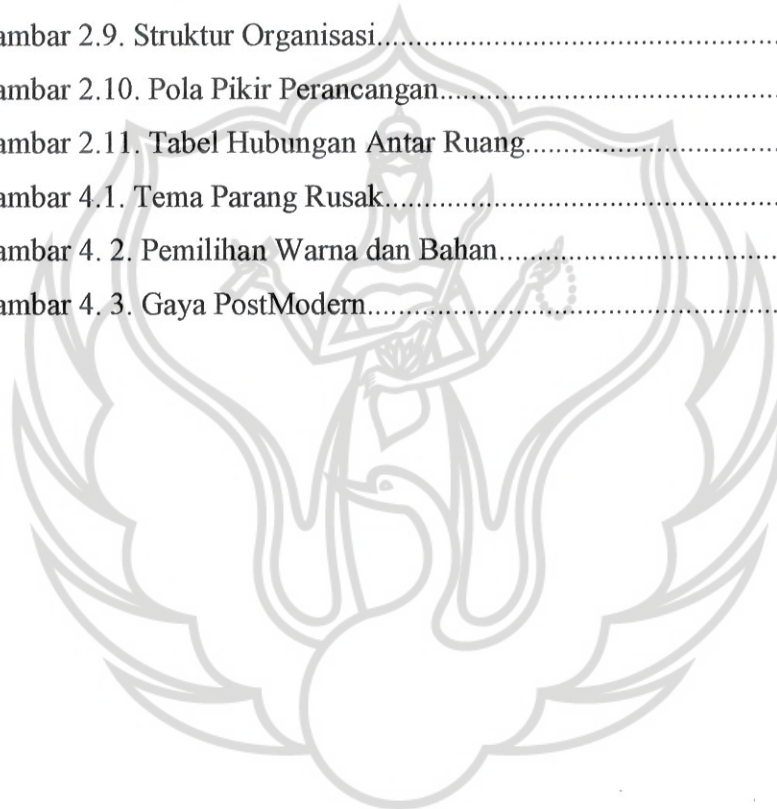 ambar 2.9. Struktur Organisasi................................................
ambar 2.10. Pola Pikir Perancangan.........................................
ambar 2.11. Tabel Hubungan Antar Ruang..............................
ambar 4.1. Tema Parang Rusak................................................
ambar 4. 2. Pemilihan Warna dan Bahan..................................
ambar 4. 3. Gaya PostModern...................................................